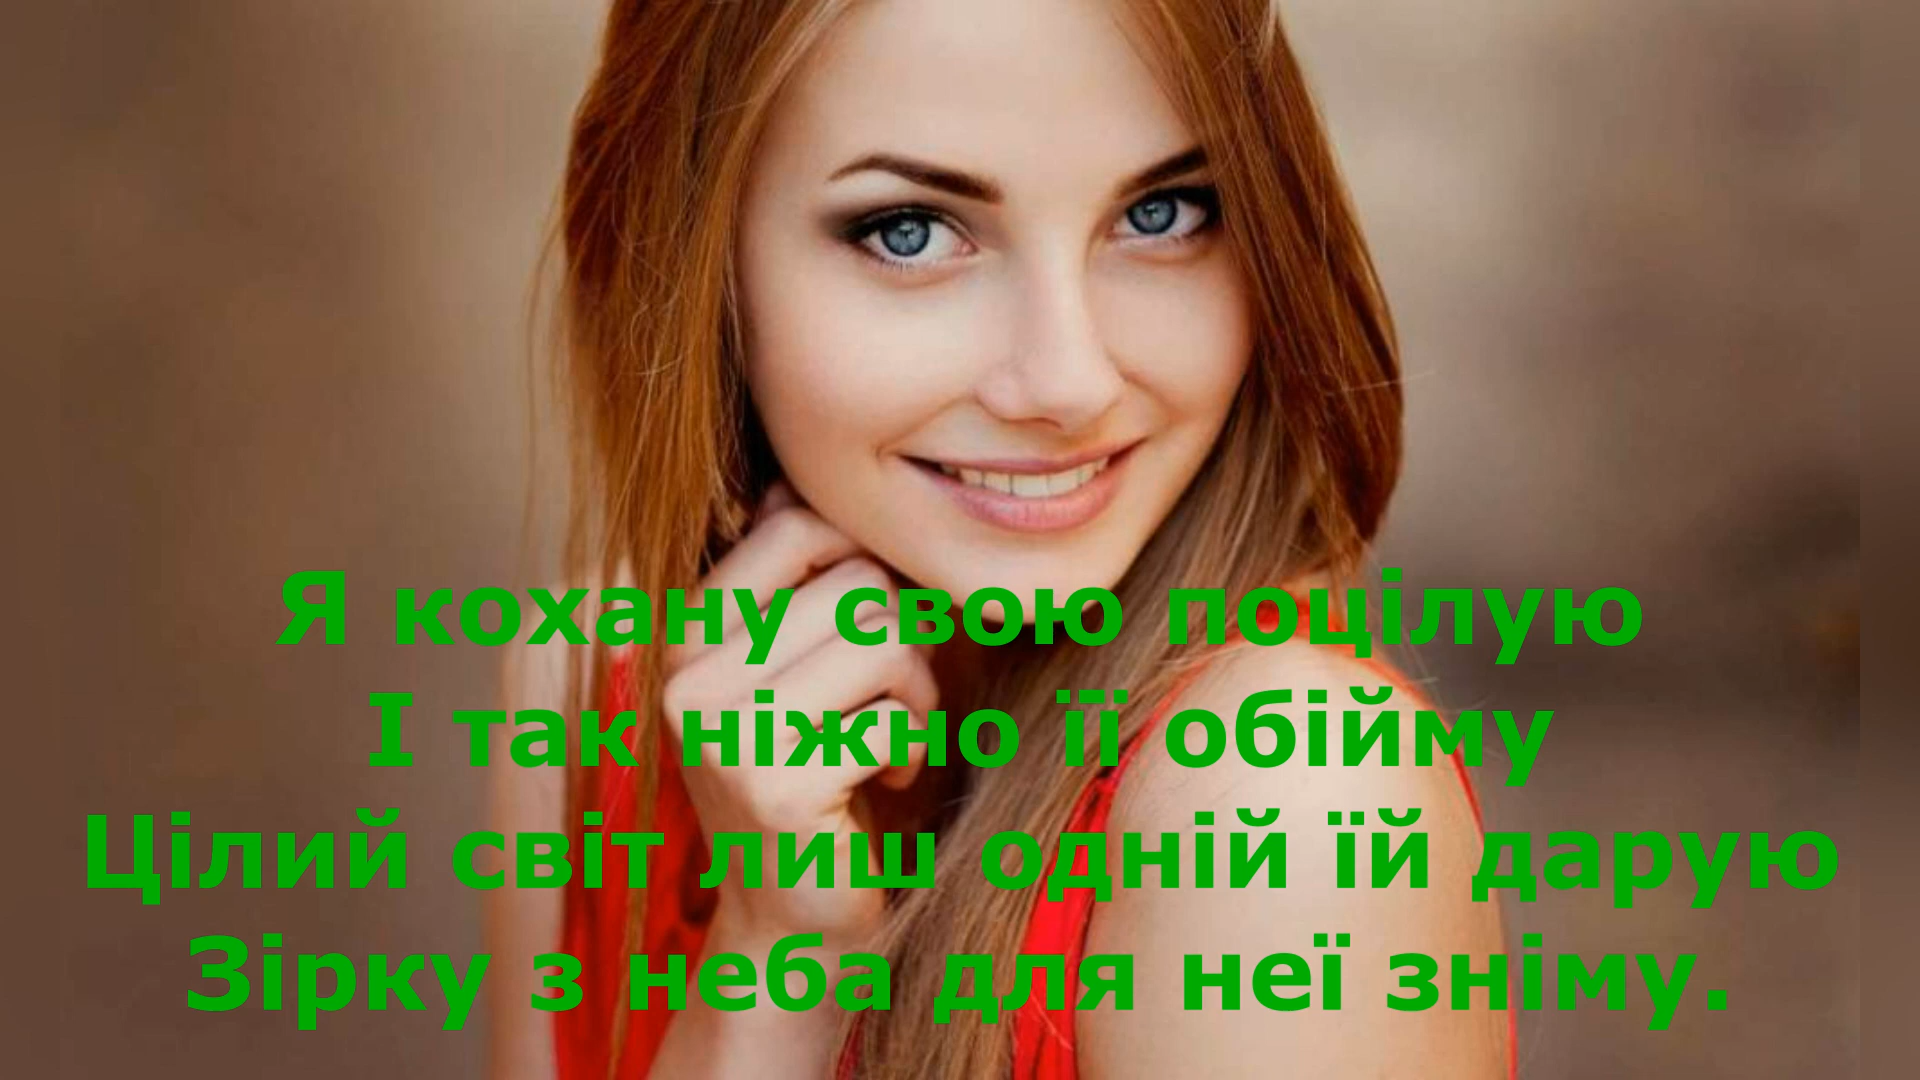 Я кохану свою поцілую
І так ніжно її обійму
Цілий світ лиш одній їй дарую
Зірку з неба для неї зніму.